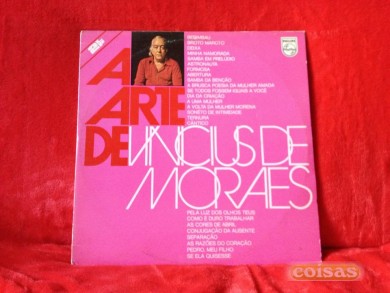 PHILIPS
BERIMBAU
BROTO MAROTO
DEIXA
MINHA NAMORADA
SAMBA EM PRELÚDIO
ASTRONAUTA
FORMOSA
ABERTURA
SAMBA DA BENÇÃO
A BRUSCA POESIA DA MULHER AMADA
SE TODOS FOSSEM IGUAIS A VOCÊ
DIA DA CRIAÇÃO
A UMA MULHER
A VOLTA DA MULHER MORENA
SONETO DE INTIMIDADE
TERNURA
CÂNTICO
A
ARTE
DE VINICIUS DE
MORAES
PELA LUZ DOS OLHOS TEUS
COMO É DURO TRABALHAR
AS CORES DE ABRIL
CONJUGAÇÃO DA AUSENTE
SEPARAÇÃO
AS RAZÕES DO CORAÇÃO
PEDRO, MEU FILHO
SE ELA QUISESSE
coisas